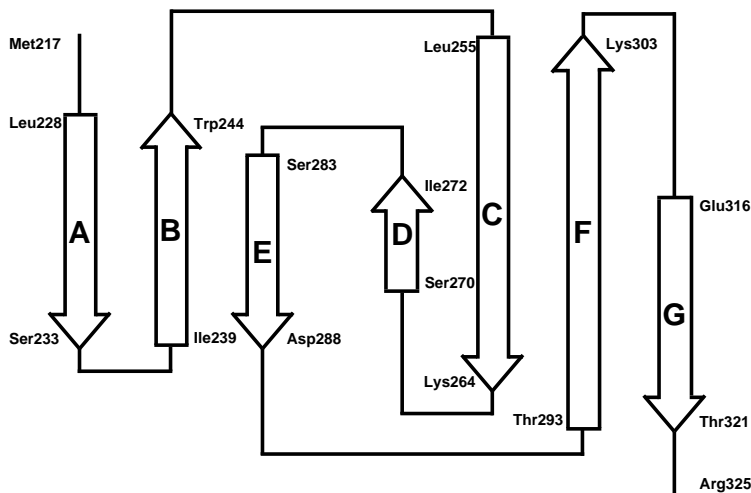 Met217
Leu255
Lys303
Leu228
Trp244
Ser283
Ile272
Glu316
A
B
E
D
C
F
G
Ser270
Ser233
Ile239
Asp288
Lys264
Thr293
Thr321
Arg325